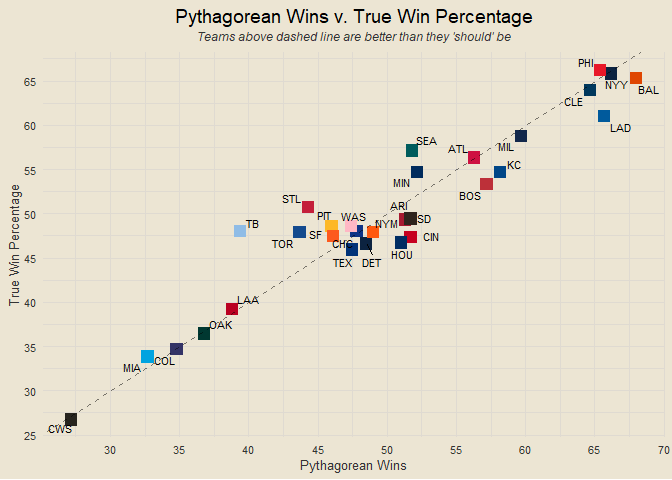 Pythagorean Wins v. True Win Percentage
Teams above dashed line are better than they 'should' be
True Win Percentage
65
60
55
50
45
40
35
30
25
PHI
NYY
BAL
CLE
LAD
SEA
ATL
MIL
MIN
KC
BOS
STL
ARI
TB
PIT
WAS
NYM
SD
TOR
SF
CHC
CIN
HOU
TEX
DET
LAA
OAK
MIA
COL
CWS
30
35
40
45
50
55
60
65
70
Pythagorean Wins